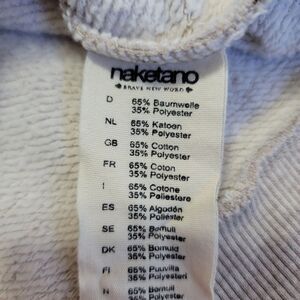 naketano
BRAVE NEW WORLD
D 65% Baumwolle
35% Polyester
NL 65% Katoen
35% Polyester
GB 65% Cotton
35% Polyester
FR 65% Coton
35% Polyester
I 65% Cotone
35% Poliestere
ES 65% Algodón
35% Poliéster
SE 65% Bomull
35% Polyester
DK 65% Bomuld
35% Polyester
FI 65% Puuvilla
35% Polyesteri
N 65% Bomull
35% Polyester